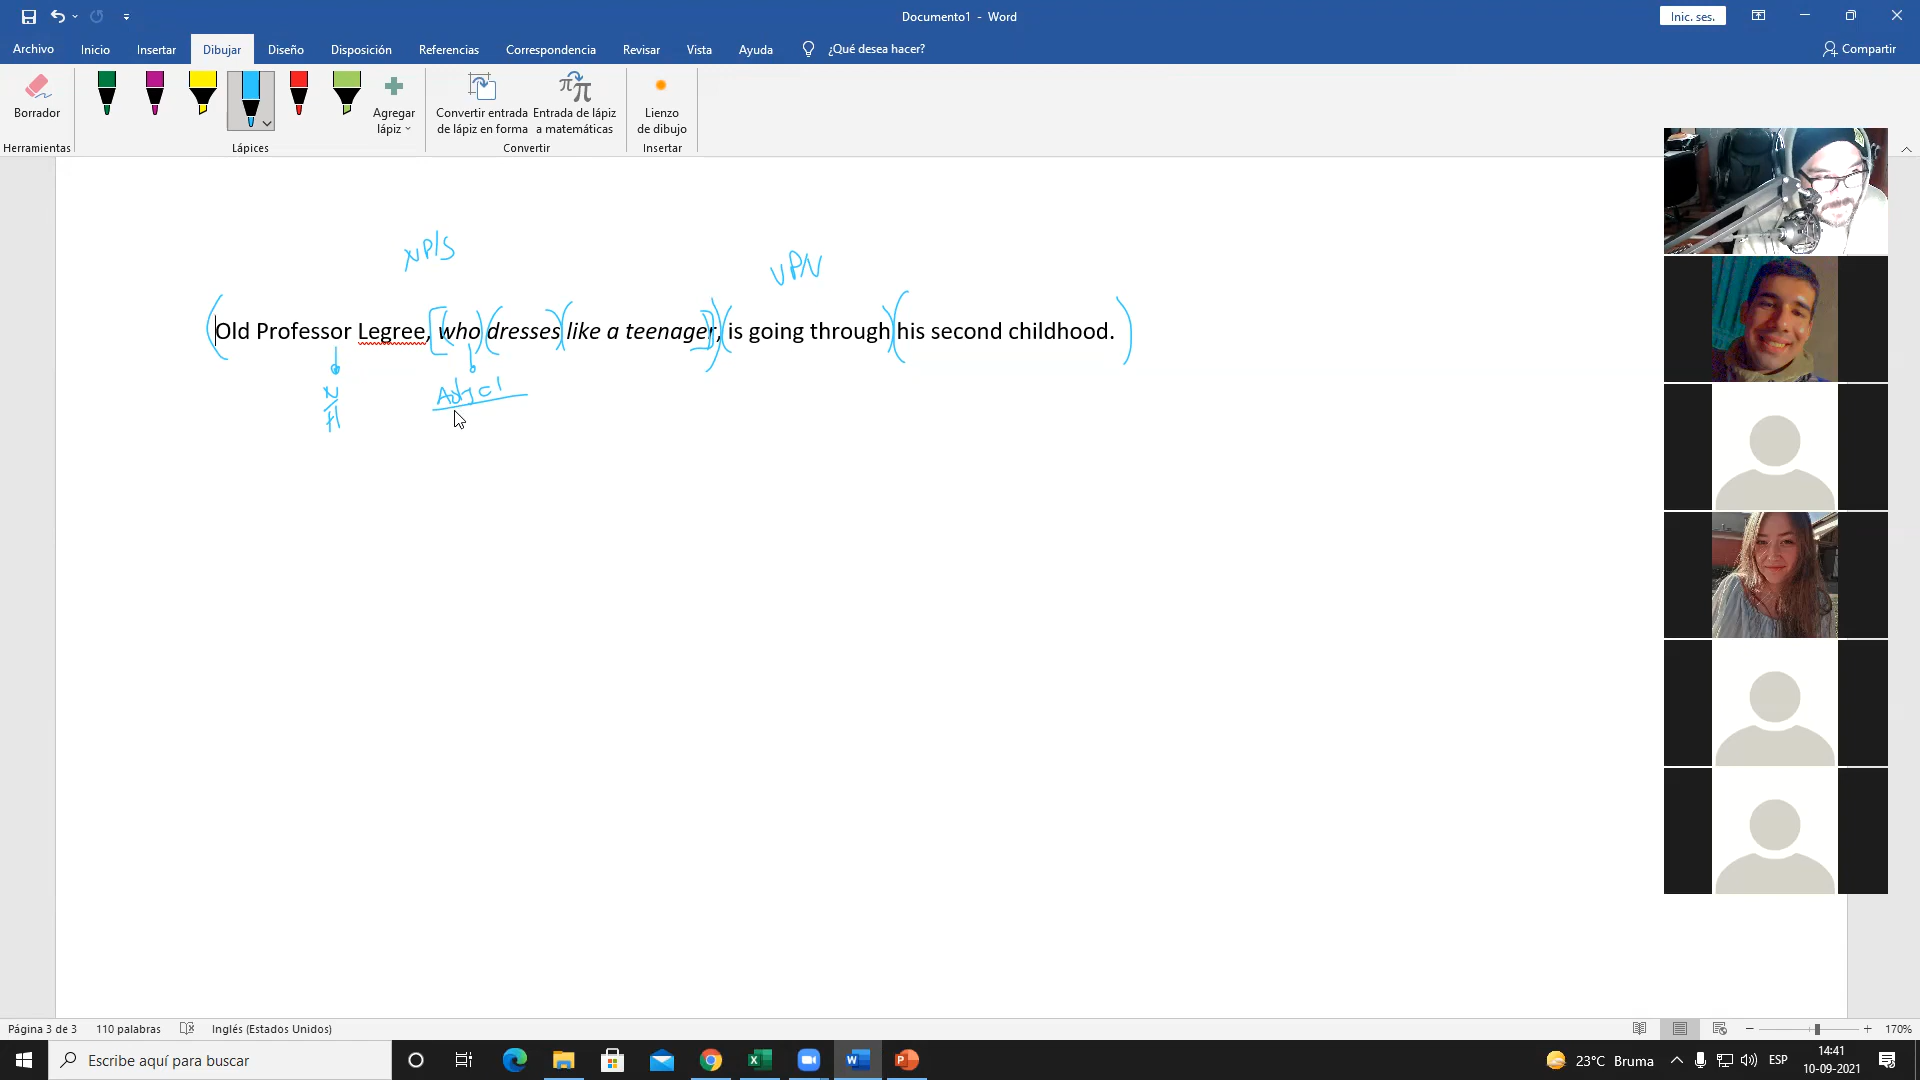 Documento1 - Word
Inic. ses.
Archivo Inicio Insertar Dibujar Diseño Disposición Referencias Correspondencia Revisar Vista Ayuda ¿Qué desea hacer? Compartir
Borrador
Agregar lápiz
Convertir entrada de lápiz en forma
Entrada de lápiz a matemáticas
Lienzo de dibujo
Herramientas Lápices Convertir Insertar
NP/S
Old Professor Legree, who dresses like a teenager, is going through his second childhood.
N
H
Adj cl
Página 3 de 3 110 palabras Inglés (Estados Unidos) 170%
Escribe aquí para buscar
23°C Bruma ESP 14:41
10-09-2021